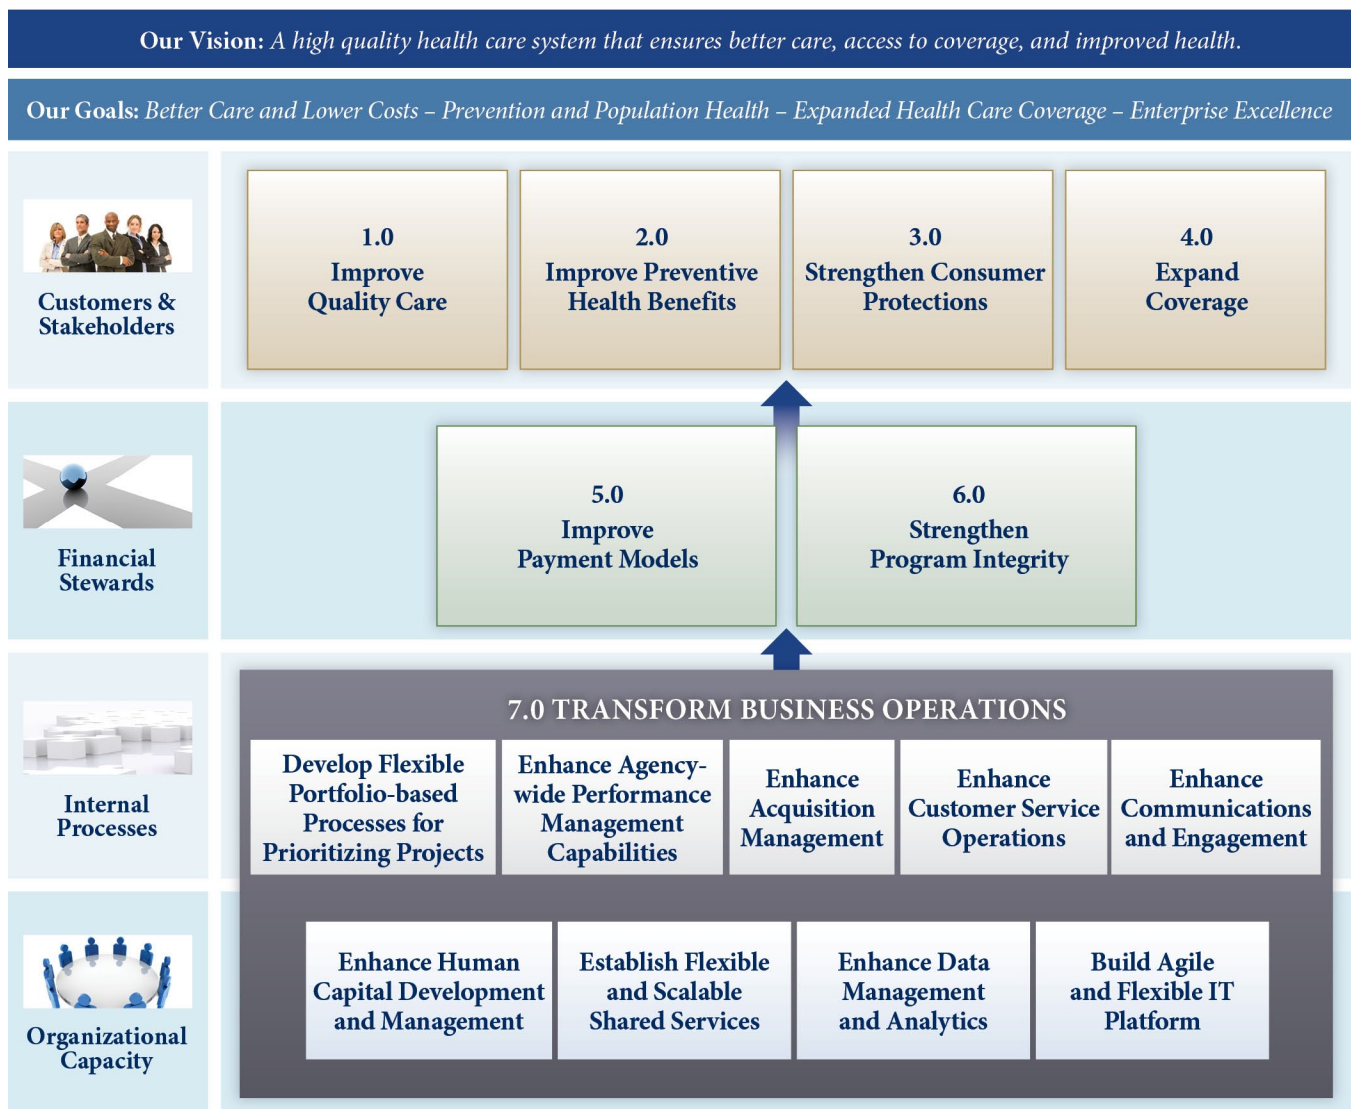 Our Vision: A high quality health care system that ensures better care, access to coverage, and improved health.
Our Goals: Better Care and Lower Costs – Prevention and Population Health – Expanded Health Care Coverage – Enterprise Excellence
Customers &
Stakeholders
1.0
Improve
Quality Care
2.0
Improve Preventive
Health Benefits
3.0
Strengthen Consumer
Protections
4.0
Expand
Coverage
Financial
Stewards
5.0
Improve
Payment Models
6.0
Strengthen
Program Integrity
Internal
Processes
7.0 TRANSFORM BUSINESS OPERATIONS
Develop Flexible
Portfolio-based
Processes for
Prioritizing Projects
Enhance Agency-
wide Performance
Management
Capabilities
Enhance
Acquisition
Management
Enhance
Customer Service
Operations
Enhance
Communications
and Engagement
Organizational
Capacity
Enhance Human
Capital Development
and Management
Establish Flexible
and Scalable
Shared Services
Enhance Data
Management
and Analytics
Build Agile
and Flexible IT
Platform